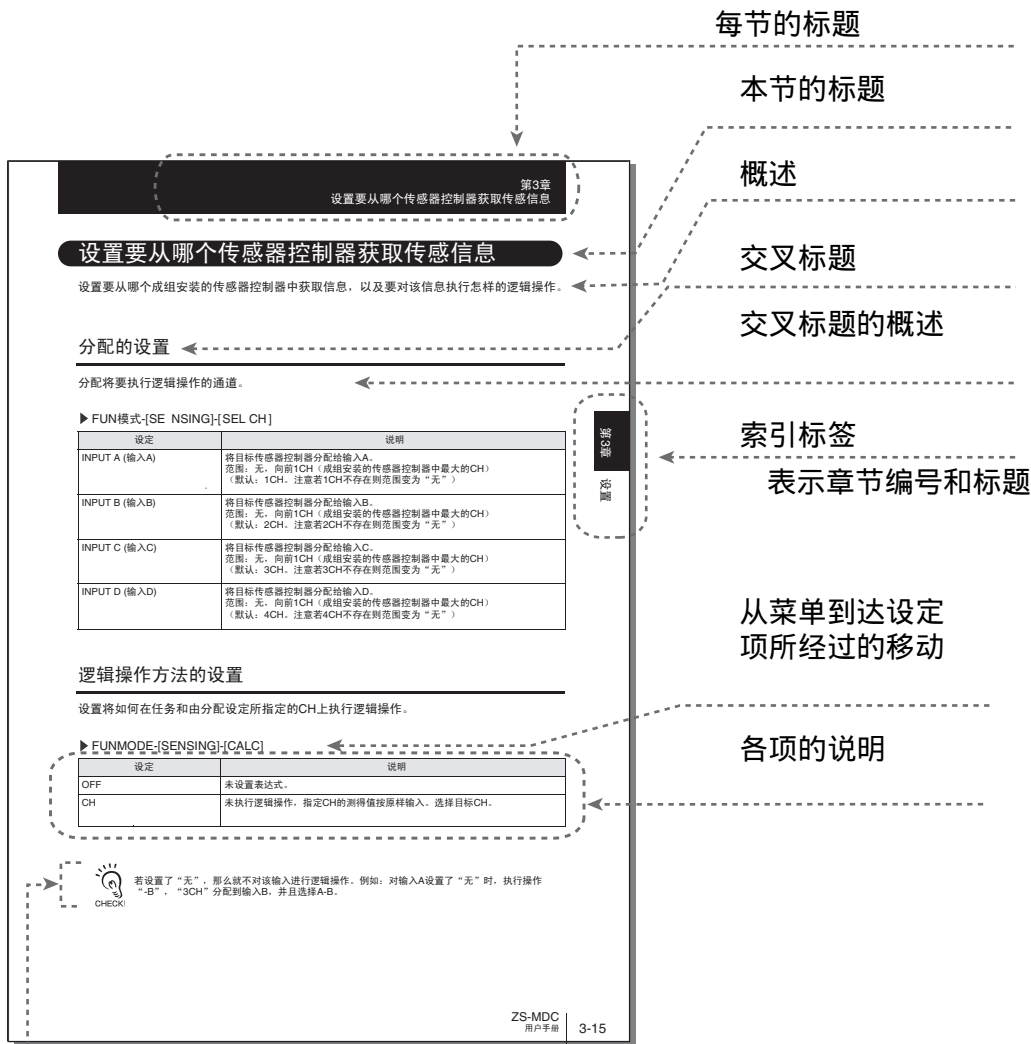 每节的标题
本节的标题
概述
交叉标题
交叉标题的概述
索引标签
表示章节编号和标题
从菜单到达设定
项所经过的移动
各项的说明
第3章
设置要从哪个传感器控制器获取传感信息
设置要从哪个传感器控制器获取传感信息
设置要从哪个成组安装的传感器控制器中获取信息，以及要对该信息执行怎样的逻辑操作。
分配的设置
分配将要执行逻辑操作的通道。
▶FUN模式-[SE NSING]-[SEL CH]
设定 说明
INPUT A (输入A) 将目标传感器控制器分配给输入A。
范围：无，向前1CH（成组安装的传感器控制器中最大的CH）
（默认：1CH。注意若1CH不存在则范围变为“无”）
INPUT B (输入B) 将目标传感器控制器分配给输入B。
范围：无，向前1CH（成组安装的传感器控制器中最大的CH）
（默认：2CH。注意若2CH不存在则范围变为“无”）
INPUT C (输入C) 将目标传感器控制器分配给输入C。
范围：无，向前1CH（成组安装的传感器控制器中最大的CH）
（默认：3CH。注意若3CH不存在则范围变为“无”）
INPUT D (输入D) 将目标传感器控制器分配给输入D。
范围：无，向前1CH（成组安装的传感器控制器中最大的CH）
（默认：4CH。注意若4CH不存在则范围变为“无”）
第3章 设置
逻辑操作方法的设置
设置将如何在任务和由分配设定所指定的CH上执行逻辑操作。
▶FUNMODE-[SENSING]-[CALC]
设定 说明
OFF 未设置表达式。
CH 未执行逻辑操作，指定CH的测得值按原样输入。选择目标CH。
CHECK!
若设置了“无”，那么就不对该输入进行逻辑操作。例如：对输入A设置了“无”时，执行操作
“-B”，“3CH”分配到输入B，并且选择A-B。
ZS-MDC
用户手册
3-15